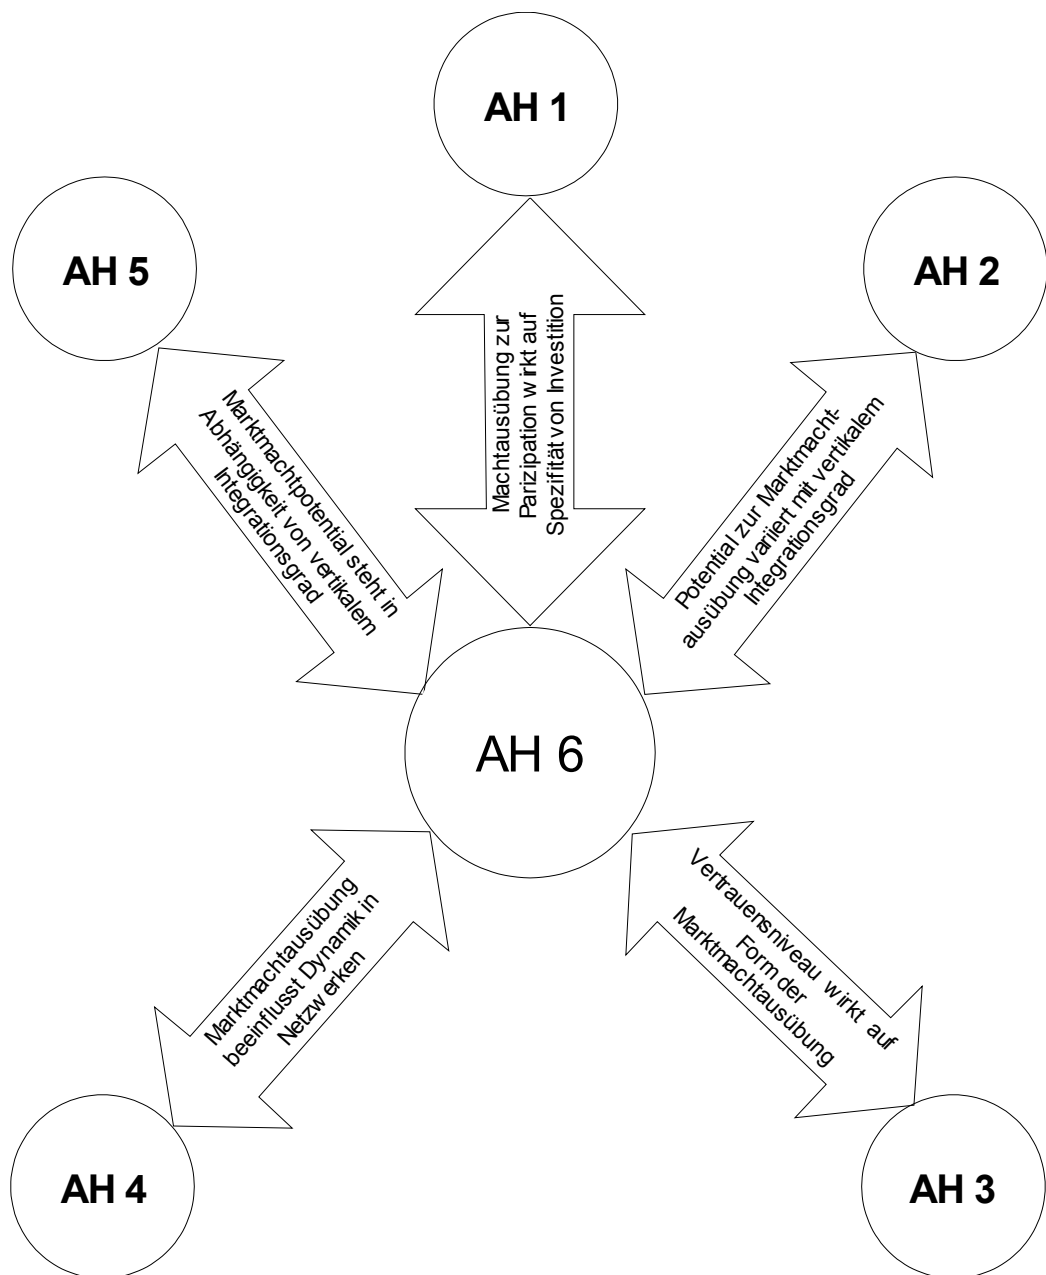 AH 1
AH 5
AH 2
Machtausübung zur
Parizipation wirkt auf
Spezifität von Investition
Marktmachtpotential steht in
Abhängigkeit von vertikalem
Integrationsgrad
Potential zur Marktmacht-
ausübung variiert mit vertikalem
Integrationsgrad
AH 6
Marktmachtausübung
beeinflusst Dynamik in
Netzwerken
Vertrauensniveau wirkt auf
Form der
Marktmachtausübung
AH 4
AH 3